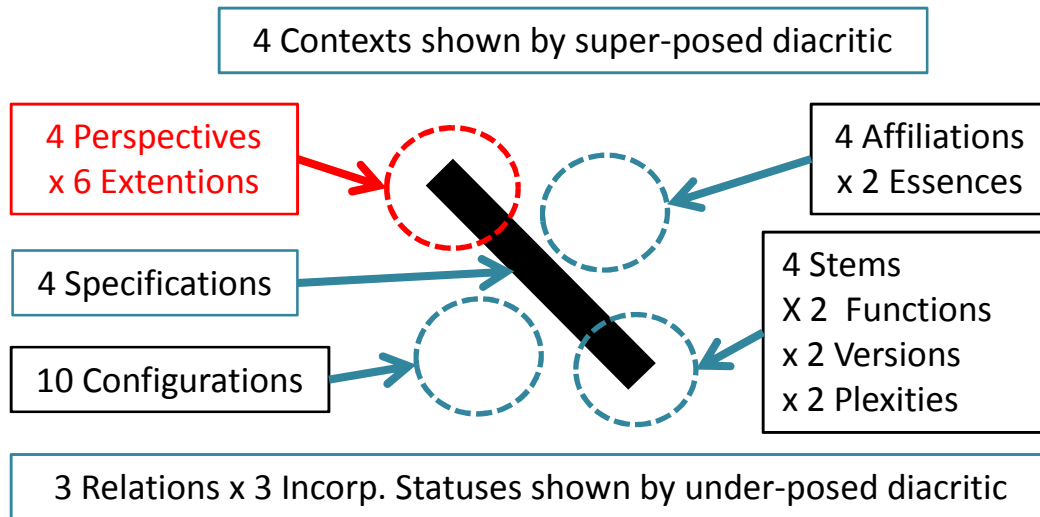 4 Contexts shown by super-posed diacritic
4 Perspectives
x 6 Extentions
4 Affiliations
x 2 Essences
4 Specifications
4 Stems
X 2 Functions
x 2 Versions
x 2 Plexities
10 Configurations
3 Relations x 3 Incorp. Statuses shown by under-posed diacritic